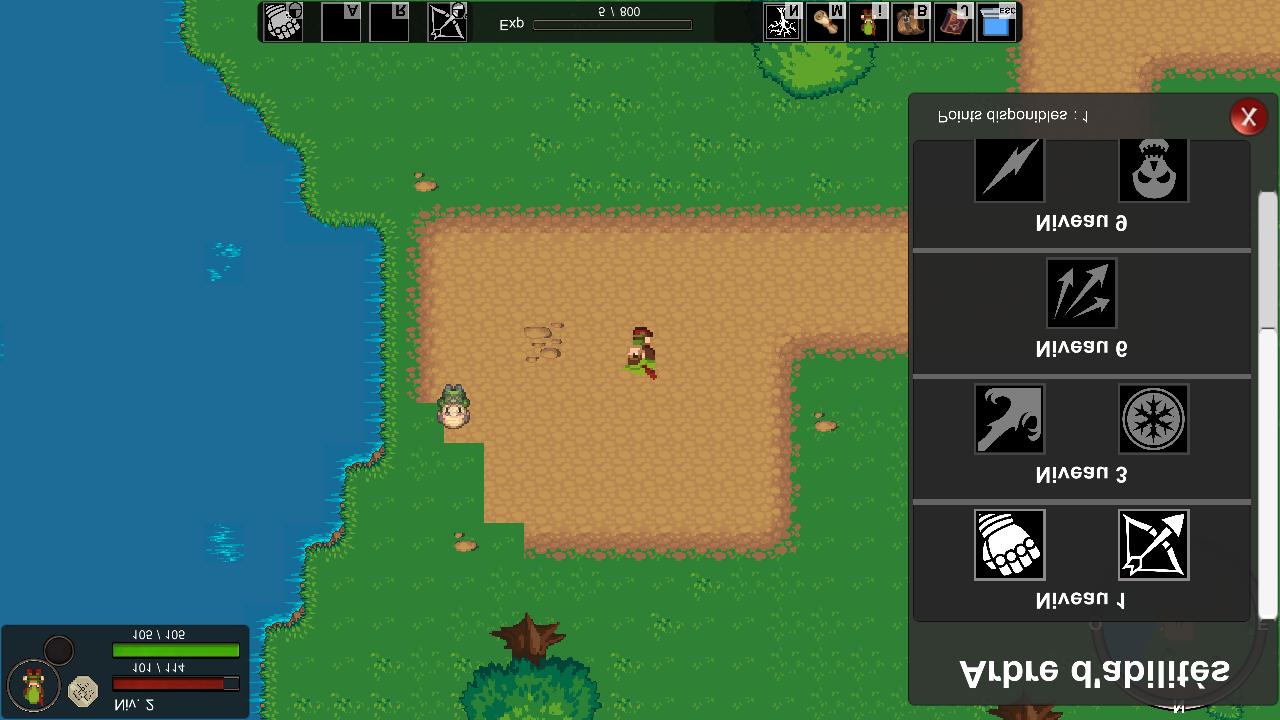 Niv. 2
101 / 114
105 / 105
N
Arbre d'abilités
Niveau 1
Niveau 3
Niveau 6
Niveau 9
Points disponibles : 1
X
A
R
Exp
5 / 800
N
M
I
B
J
Esc